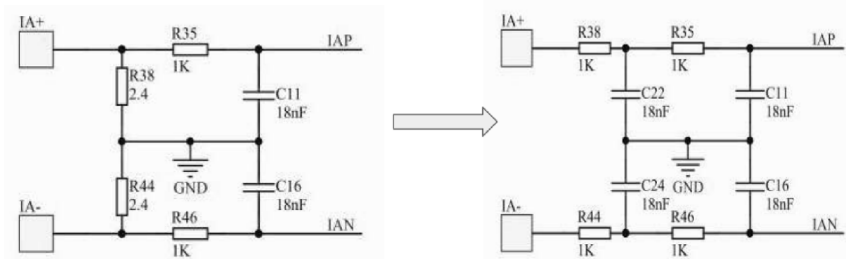 IA+
R35
IAP
1K
R38
2.4
C11
18nF
GND
R44
2.4
C16
18nF
IA-
R46
IAN
1K
IA+
R38
R35
IAP
1K
1K
C22
18nF
C11
18nF
GND
C24
18nF
C16
18nF
IA-
R44
R46
IAN
1K
1K